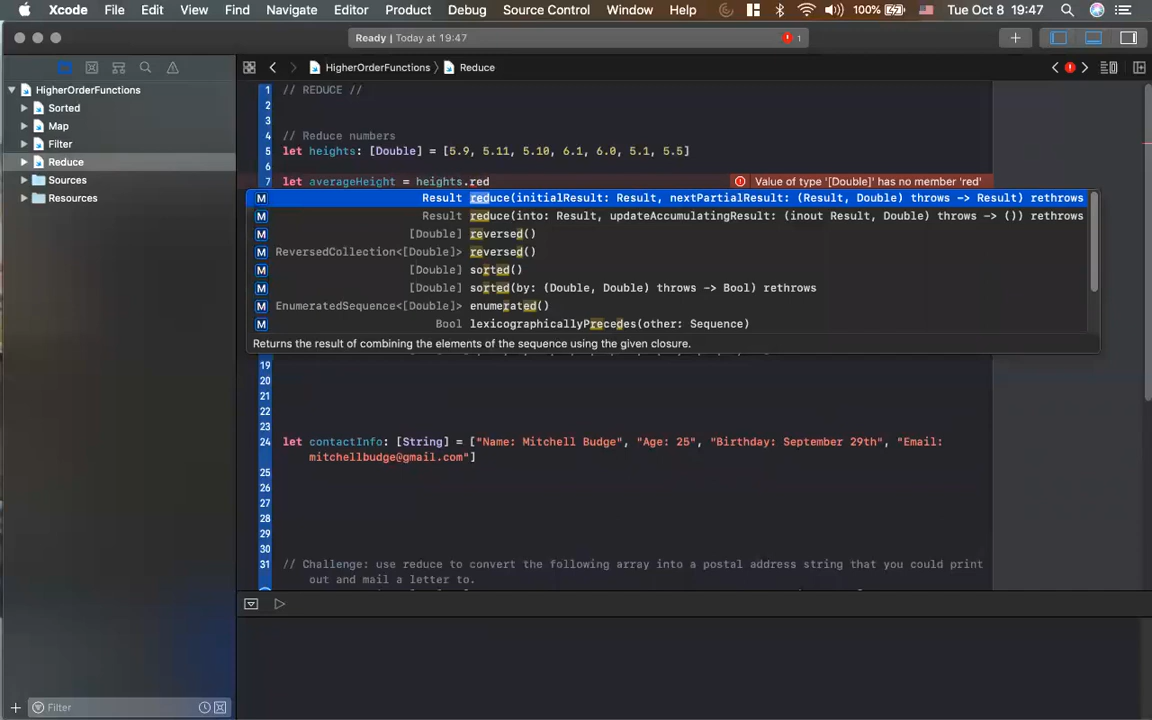 Xcode File Edit View Find Navigate Editor Product Debug Source Control Window Help 100% Tue Oct 8 19:47
Ready | Today at 19:47 1
HigherOrderFunctions Reduce
HigherOrderFunctions
Sorted
Map
Filter
Reduce
Sources
Resources
1 // REDUCE //
2
3
4 // Reduce numbers
5 let heights: [Double] = [5.9, 5.11, 5.10, 6.1, 6.0, 5.1, 5.5]
6
7 let averageHeight = heights.red Value of type '[Double]' has no member 'red'
M Result reduce(initialResult: Result, nextPartialResult: (Result, Double) throws -> Result) rethrows
M Result reduce(into: Result, updateAccumulatingResult: (inout Result, Double) throws -> ()) rethrows
M [Double] reversed()
M ReversedCollection<[Double]> reversed()
M [Double] sorted()
M [Double] sorted(by: (Double, Double) throws -> Bool) rethrows
M EnumeratedSequence<[Double]> enumerated()
M Bool lexicographicallyPrecedes(other: Sequence)
Returns the result of combining the elements of the sequence using the given closure.
19
20
21
22
23
24 let contactInfo: [String] = ["Name: Mitchell Budge", "Age: 25", "Birthday: September 29th", "Email:
mitchellbudge@gmail.com"]
25
26
27
28
29
30
31 // Challenge: use reduce to convert the following array into a postal address string that you could print
out and mail a letter to.
Filter